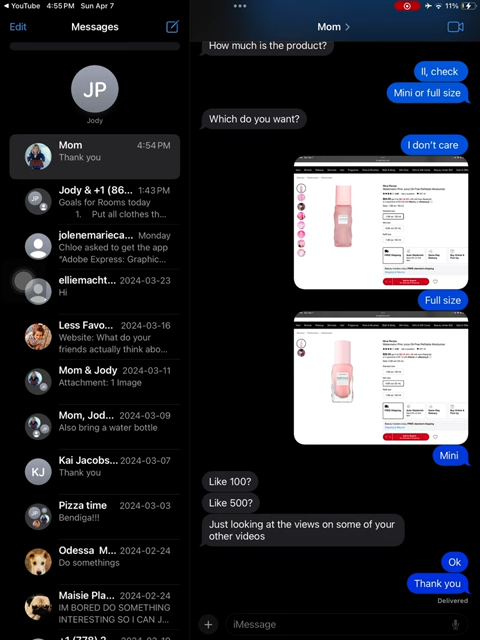 YouTube 4:55 PM Sun Apr 7
11%
Edit Messages
Mom
JP
Jody
Mom 4:54 PM
Thank you
JP
Jody & +1 (86... 1:43 PM
Goals for Rooms today
1. Put all clothes th...
jolenemarieca... Monday
Chloe asked to get the app
“Adobe Express: Graphic...
elliemacht... 2024-03-23
Hi
Less Favo... 2024-03-16
Website: What do your
friends actually think abo...
Mom & Jody 2024-03-11
Attachment: 1 Image
Mom, Jod... 2024-03-09
Also bring a water bottle
KJ
Kai Jacobs... 2024-03-07
Thank you
JP
Pizza time 2024-03-03
Bendiga!!!
Odessa M... 2024-02-24
Do somethings
Maisie Pla... 2024-02-24
IM BORED DO SOMETHING
INTERESTING SO I CAN J...
+1 (778) 2... 2024-02-19
How much is the product?
Il, check
Mini or full size
Which do you want?
I don't care
Full size
Mini
Like 100?
Like 500?
Just looking at the views on some of your
other videos
Ok
Thank you
Delivered
iMessage